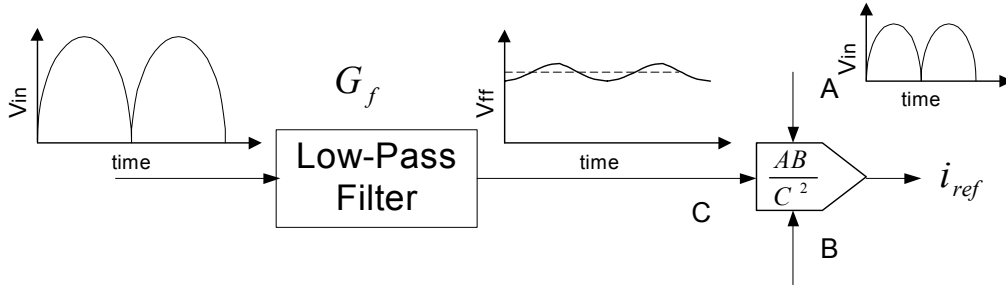 Vin
time
G_f
Low-Pass
Filter
Vff
time
C
A
Vin
time
AB
C²
B
i_ref